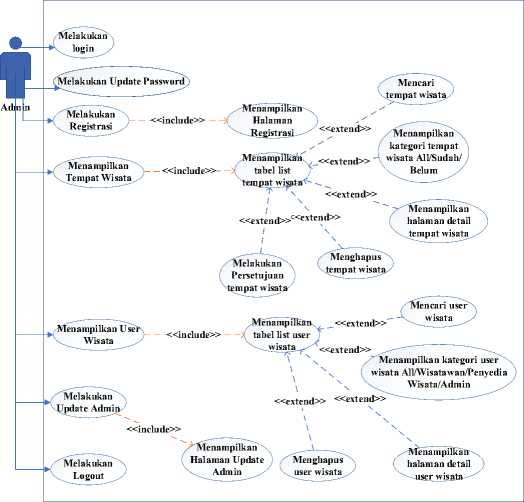 Melakukan
login
Admin
Melakukan Update Password
Melakukan
Registrasi
<<include>>
Menampilkan
Halaman
Registrasi
Mencari
tempat wisata
<<extend>>
Menampilkan
Tempat Wisata
<<include>>
Menampilkan
tabel list
tempat wisata
<<extend>>
Menampilkan
kategori tempat
wisata All/Sudah/
Belum
<<extend>>
Menampilkan
halaman detail
tempat wisata
<<extend>>
<<extend>>
Melakukan
Persetujuan
tempat wisata
Menghapus
tempat wisata
Menampilkan User
Wisata
<<include>>
Menampilkan
tabel list user
wisata
<<extend>>
Mencari user
wisata
<<extend>>
Menampilkan kategori user
wisata All/Wisatawan/Penyedia
Wisata/Admin
Melakukan
Update Admin
<<include>>
Menampilkan
Halaman Update
Admin
<<extend>>
<<extend>>
Melakukan
Logout
Menghapus
user wisata
Menampilkan
halaman detail
user wisata